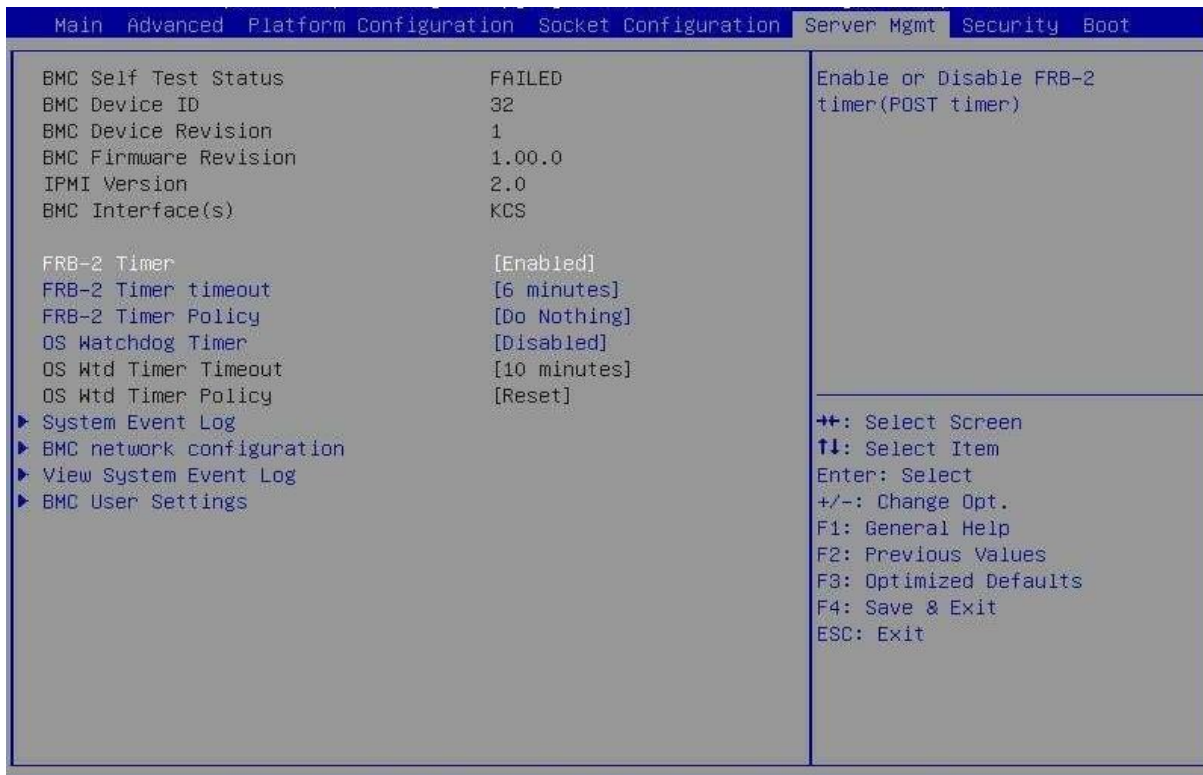 Main Advanced Platform Configuration Socket Configuration Server Mgmt Security Boot
BMC Self Test Status FAILED
BMC Device ID 32
BMC Device Revision 1
BMC Firmware Revision 1.00.0
IPMI Version 2.0
BMC Interface(s) KCS
FRB-2 Timer [Enabled]
FRB-2 Timer timeout [6 minutes]
FRB-2 Timer Policy [Do Nothing]
OS Watchdog Timer [Disabled]
OS Wtd Timer Timeout [10 minutes]
OS Wtd Timer Policy [Reset]
System Event Log
BMC network configuration
View System Event Log
BMC User Settings
Enable or Disable FRB-2
timer(POST timer)
→←: Select Screen
↑↓: Select Item
Enter: Select
+/-: Change Opt.
F1: General Help
F2: Previous Values
F3: Optimized Defaults
F4: Save & Exit
ESC: Exit